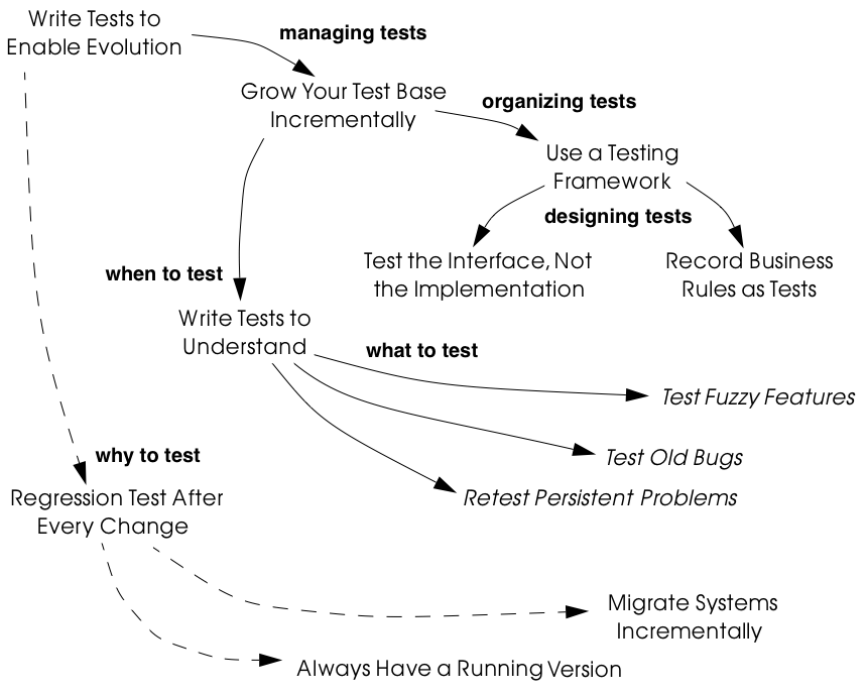 Write Tests to
Enable Evolution
managing tests
Grow Your Test Base
Incrementally
organizing tests
Use a Testing
Framework
designing tests
Test the Interface, Not
the Implementation
Record Business
Rules as Tests
when to test
Write Tests to
Understand
what to test
Test Fuzzy Features
Test Old Bugs
Retest Persistent Problems
why to test
Regression Test After
Every Change
Migrate Systems
Incrementally
Always Have a Running Version